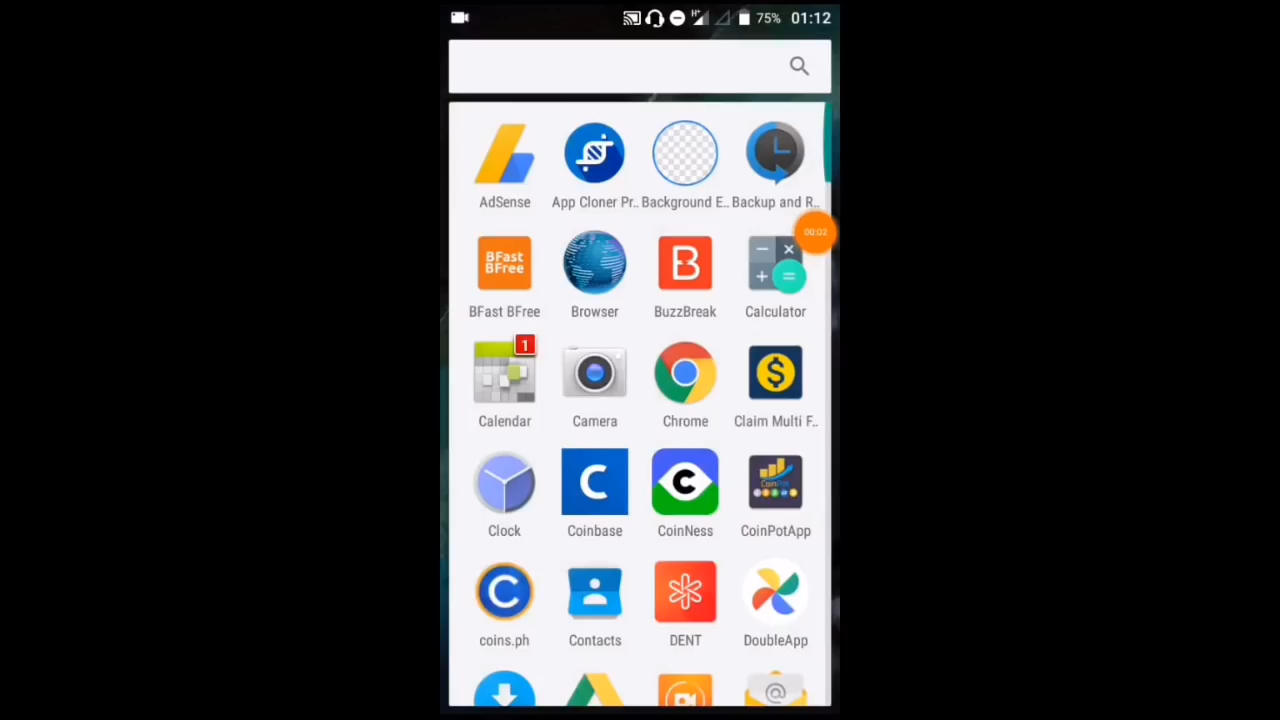 H+ 75% 01:12
AdSense App Cloner Pr.. Background E.. Backup and R..
00:02
BFast
BFree
B
BFast BFree Browser BuzzBreak Calculator
1
$
Calendar Camera Chrome Claim Multi F..
C C CoinPot
Clock Coinbase CoinNess CoinPotApp
C
coins.ph Contacts DENT DoubleApp
@